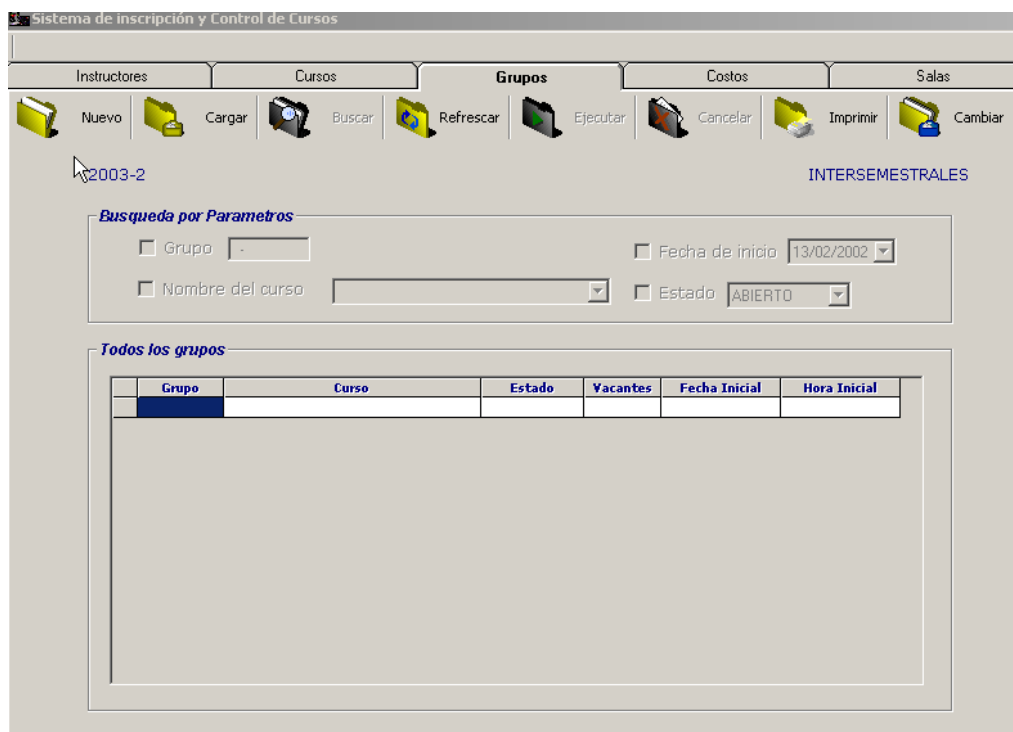 Sistema de inscripción y Control de Cursos
Instructores Cursos Grupos Costos Salas
Nuevo Cargar Buscar Refrescar Ejecutar Cancelar Imprimir Cambiar
2003-2 INTERSEMESTRALES
Busqueda por Parametros
Grupo - Fecha de inicio 13/02/2002
Nombre del curso Estado ABIERTO
Todos los grupos
Grupo Curso Estado Vacantes Fecha Inicial Hora Inicial